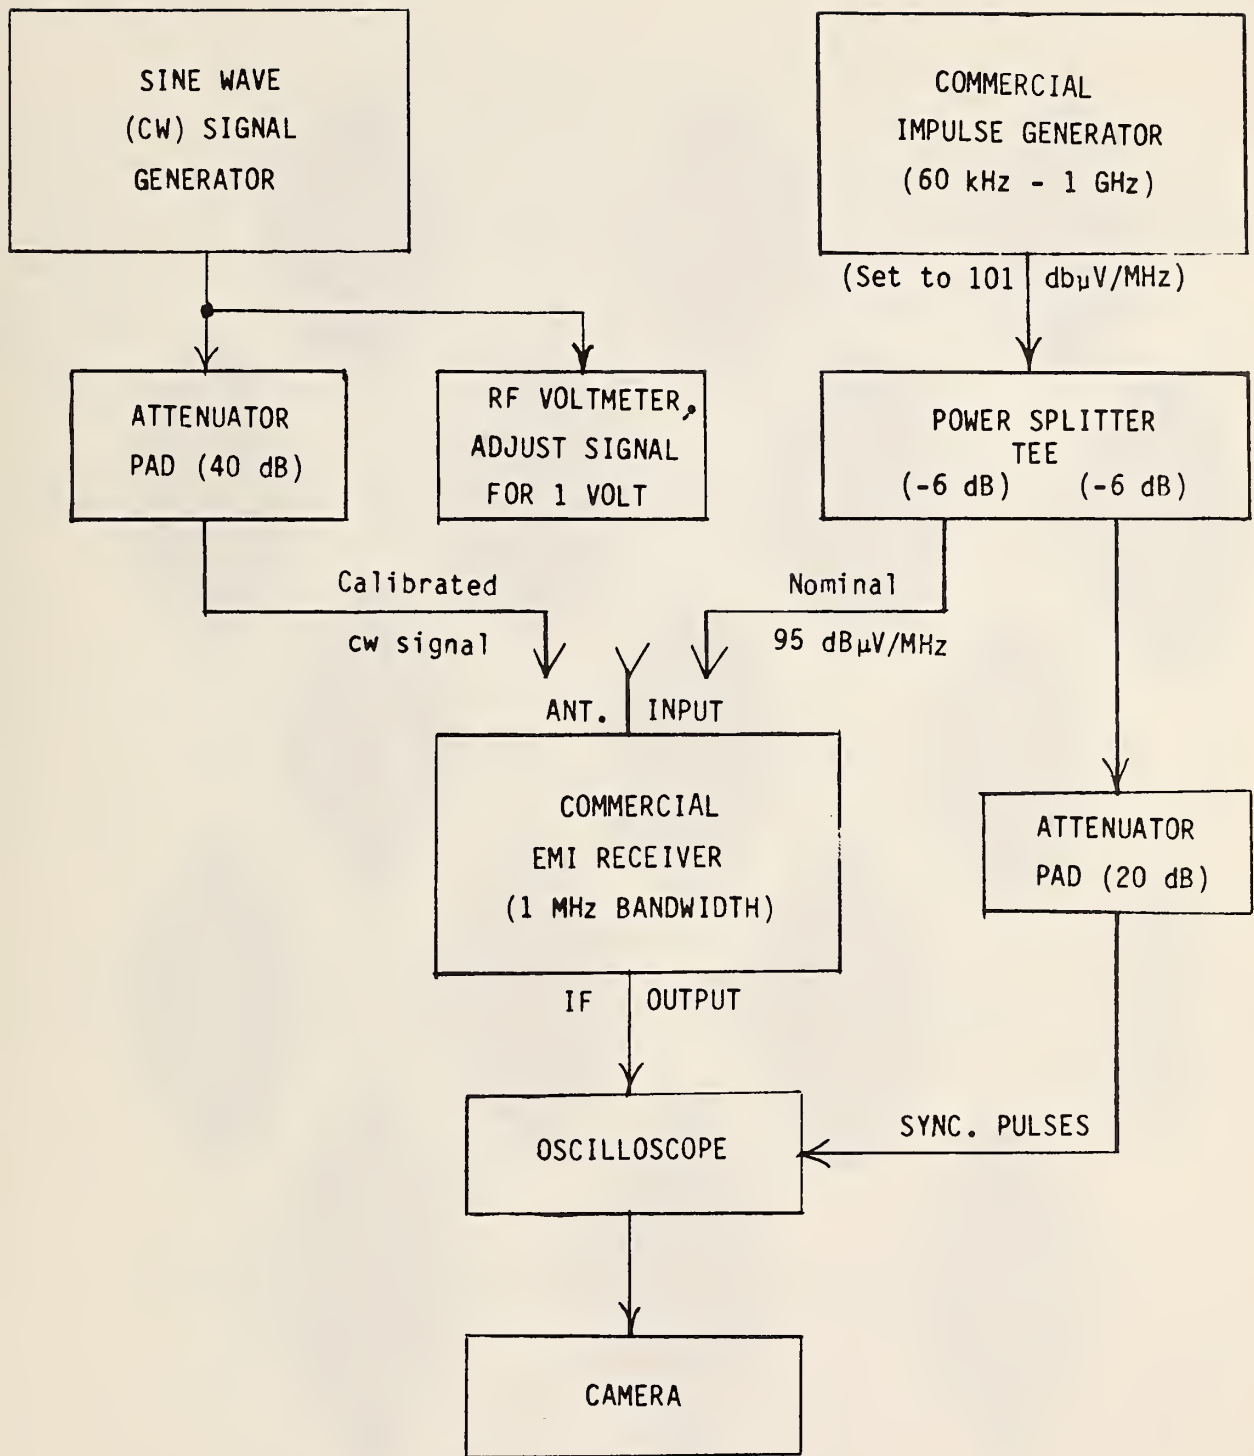 SINE WAVE
(CW) SIGNAL
GENERATOR
COMMERCIAL
IMPULSE GENERATOR
(60 kHz - 1 GHz)
(Set to 101 dbμV/MHz)
ATTENUATOR
PAD (40 dB)
RF VOLTMETER,
ADJUST SIGNAL
FOR 1 VOLT
POWER SPLITTER
TEE
(-6 dB) (-6 dB)
Calibrated
cw signal
Nominal
95 dBμV/MHz
ANT. INPUT
COMMERCIAL
EMI RECEIVER
(1 MHz BANDWIDTH)
ATTENUATOR
PAD (20 dB)
IF OUTPUT
OSCILLOSCOPE
SYNC. PULSES
CAMERA